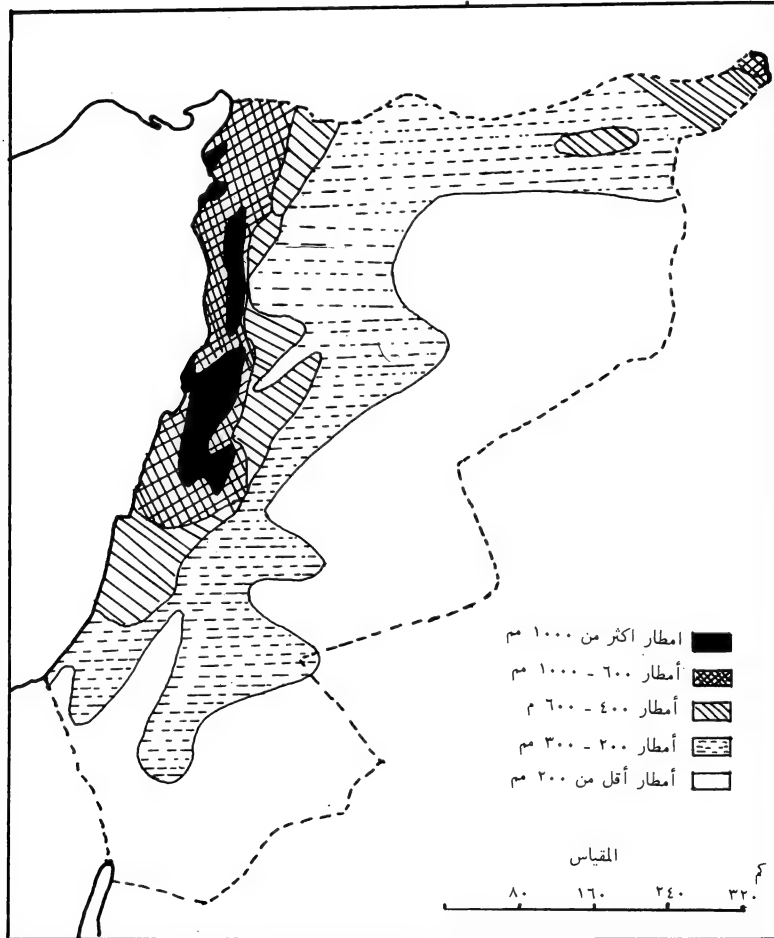 امطار اكثر من ١٠٠٠ مم
أمطار ٦٠٠ - ١٠٠٠ مم
أمطار ٤٠٠ - ٦٠٠ م
أمطار ٢٠٠ - ٣٠٠ مم
أمطار أقل من ٢٠٠ مم
المقياس
كم
٨٠ ١٦٠ ٢٤٠ ٣٢٠